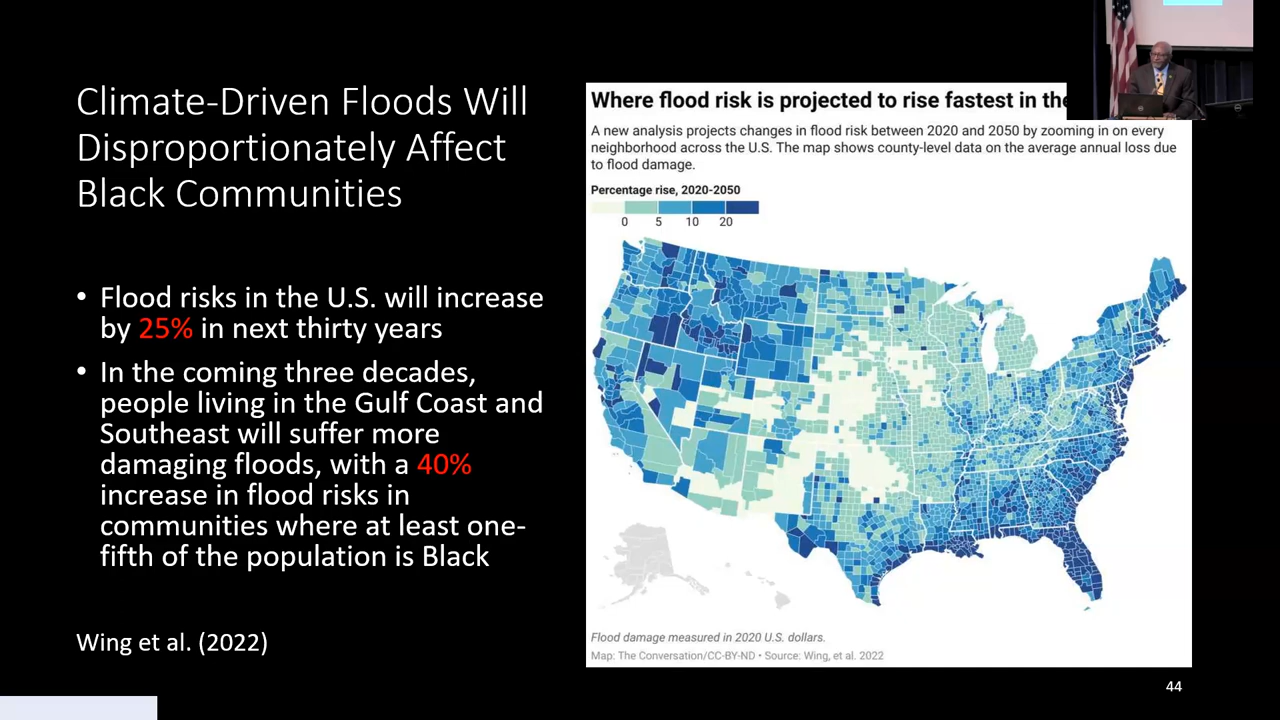 Climate-Driven Floods Will
Disproportionately Affect
Black Communities
• Flood risks in the U.S. will increase
by 25% in next thirty years
• In the coming three decades,
people living in the Gulf Coast and
Southeast will suffer more
damaging floods, with a 40%
increase in flood risks in
communities where at least one-
fifth of the population is Black
Wing et al. (2022)
Where flood risk is projected to rise fastest in the
A new analysis projects changes in flood risk between 2020 and 2050 by zooming in on every
neighborhood across the U.S. The map shows county-level data on the average annual loss due
to flood damage.
Percentage rise, 2020-2050
0 5 10 20
Flood damage measured in 2020 U.S. dollars.
Map: The Conversation/CC-BY-ND • Source: Wing, et al. 2022
44